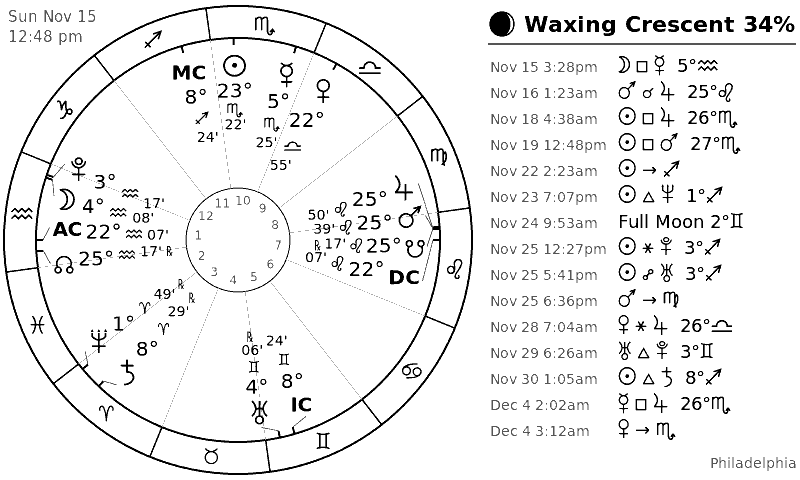 Sun Nov 15
12:48 pm
Waxing Crescent 34%
Nov 15 3:28pm ☽ □ ☿ 5°♒
Nov 16 1:23am ♂ ☌ ♃ 25°♌
Nov 18 4:38am ☉ □ ♃ 26°♏
Nov 19 12:48pm ☉ □ ♂ 27°♏
Nov 22 2:23am ☉ → ♐
Nov 23 7:07pm ☉ △ ♆ 1°♐
Nov 24 9:53am Full Moon 2°♊
Nov 25 12:27pm ☉ ⚹ ♇ 3°♐
Nov 25 5:41pm ☉ ☍ ♅ 3°♐
Nov 25 6:36pm ♂ → ♍
Nov 28 7:04am ♀ ⚹ ♃ 26°♎
Nov 29 6:26am ♅ △ ♇ 3°♊
Nov 30 1:05am ☉ △ ♄ 8°♐
Dec 4 2:02am ☿ □ ♃ 26°♏
Dec 4 3:12am ♀ → ♏
Philadelphia
♏
♎
♍
♌
♋
♊
♉
♈
♓
♒
♑
♐
MC 8° ♐ 24'
☉ 23° ♏ 22'
☿ 5° ♏ 25'
♀ 22° ♎ 55'
♃ 25° ♌ 50'
♂ 25° ♌ 39'
☋ 25° ♌ 17' ℞
DC 22° ♌ 07'
IC 8° ♊ 24'
♅ 4° ♊ 06' ℞
♄ 8° ♈ 29' ℞
♆ 1° ♈ 49' ℞
☊ 25° ♒ 17' ℞
AC 22° ♒ 07'
☽ 4° ♒ 08'
♇ 3° ♒ 17'
1
2
3
4
5
6
7
8
9
10
11
12